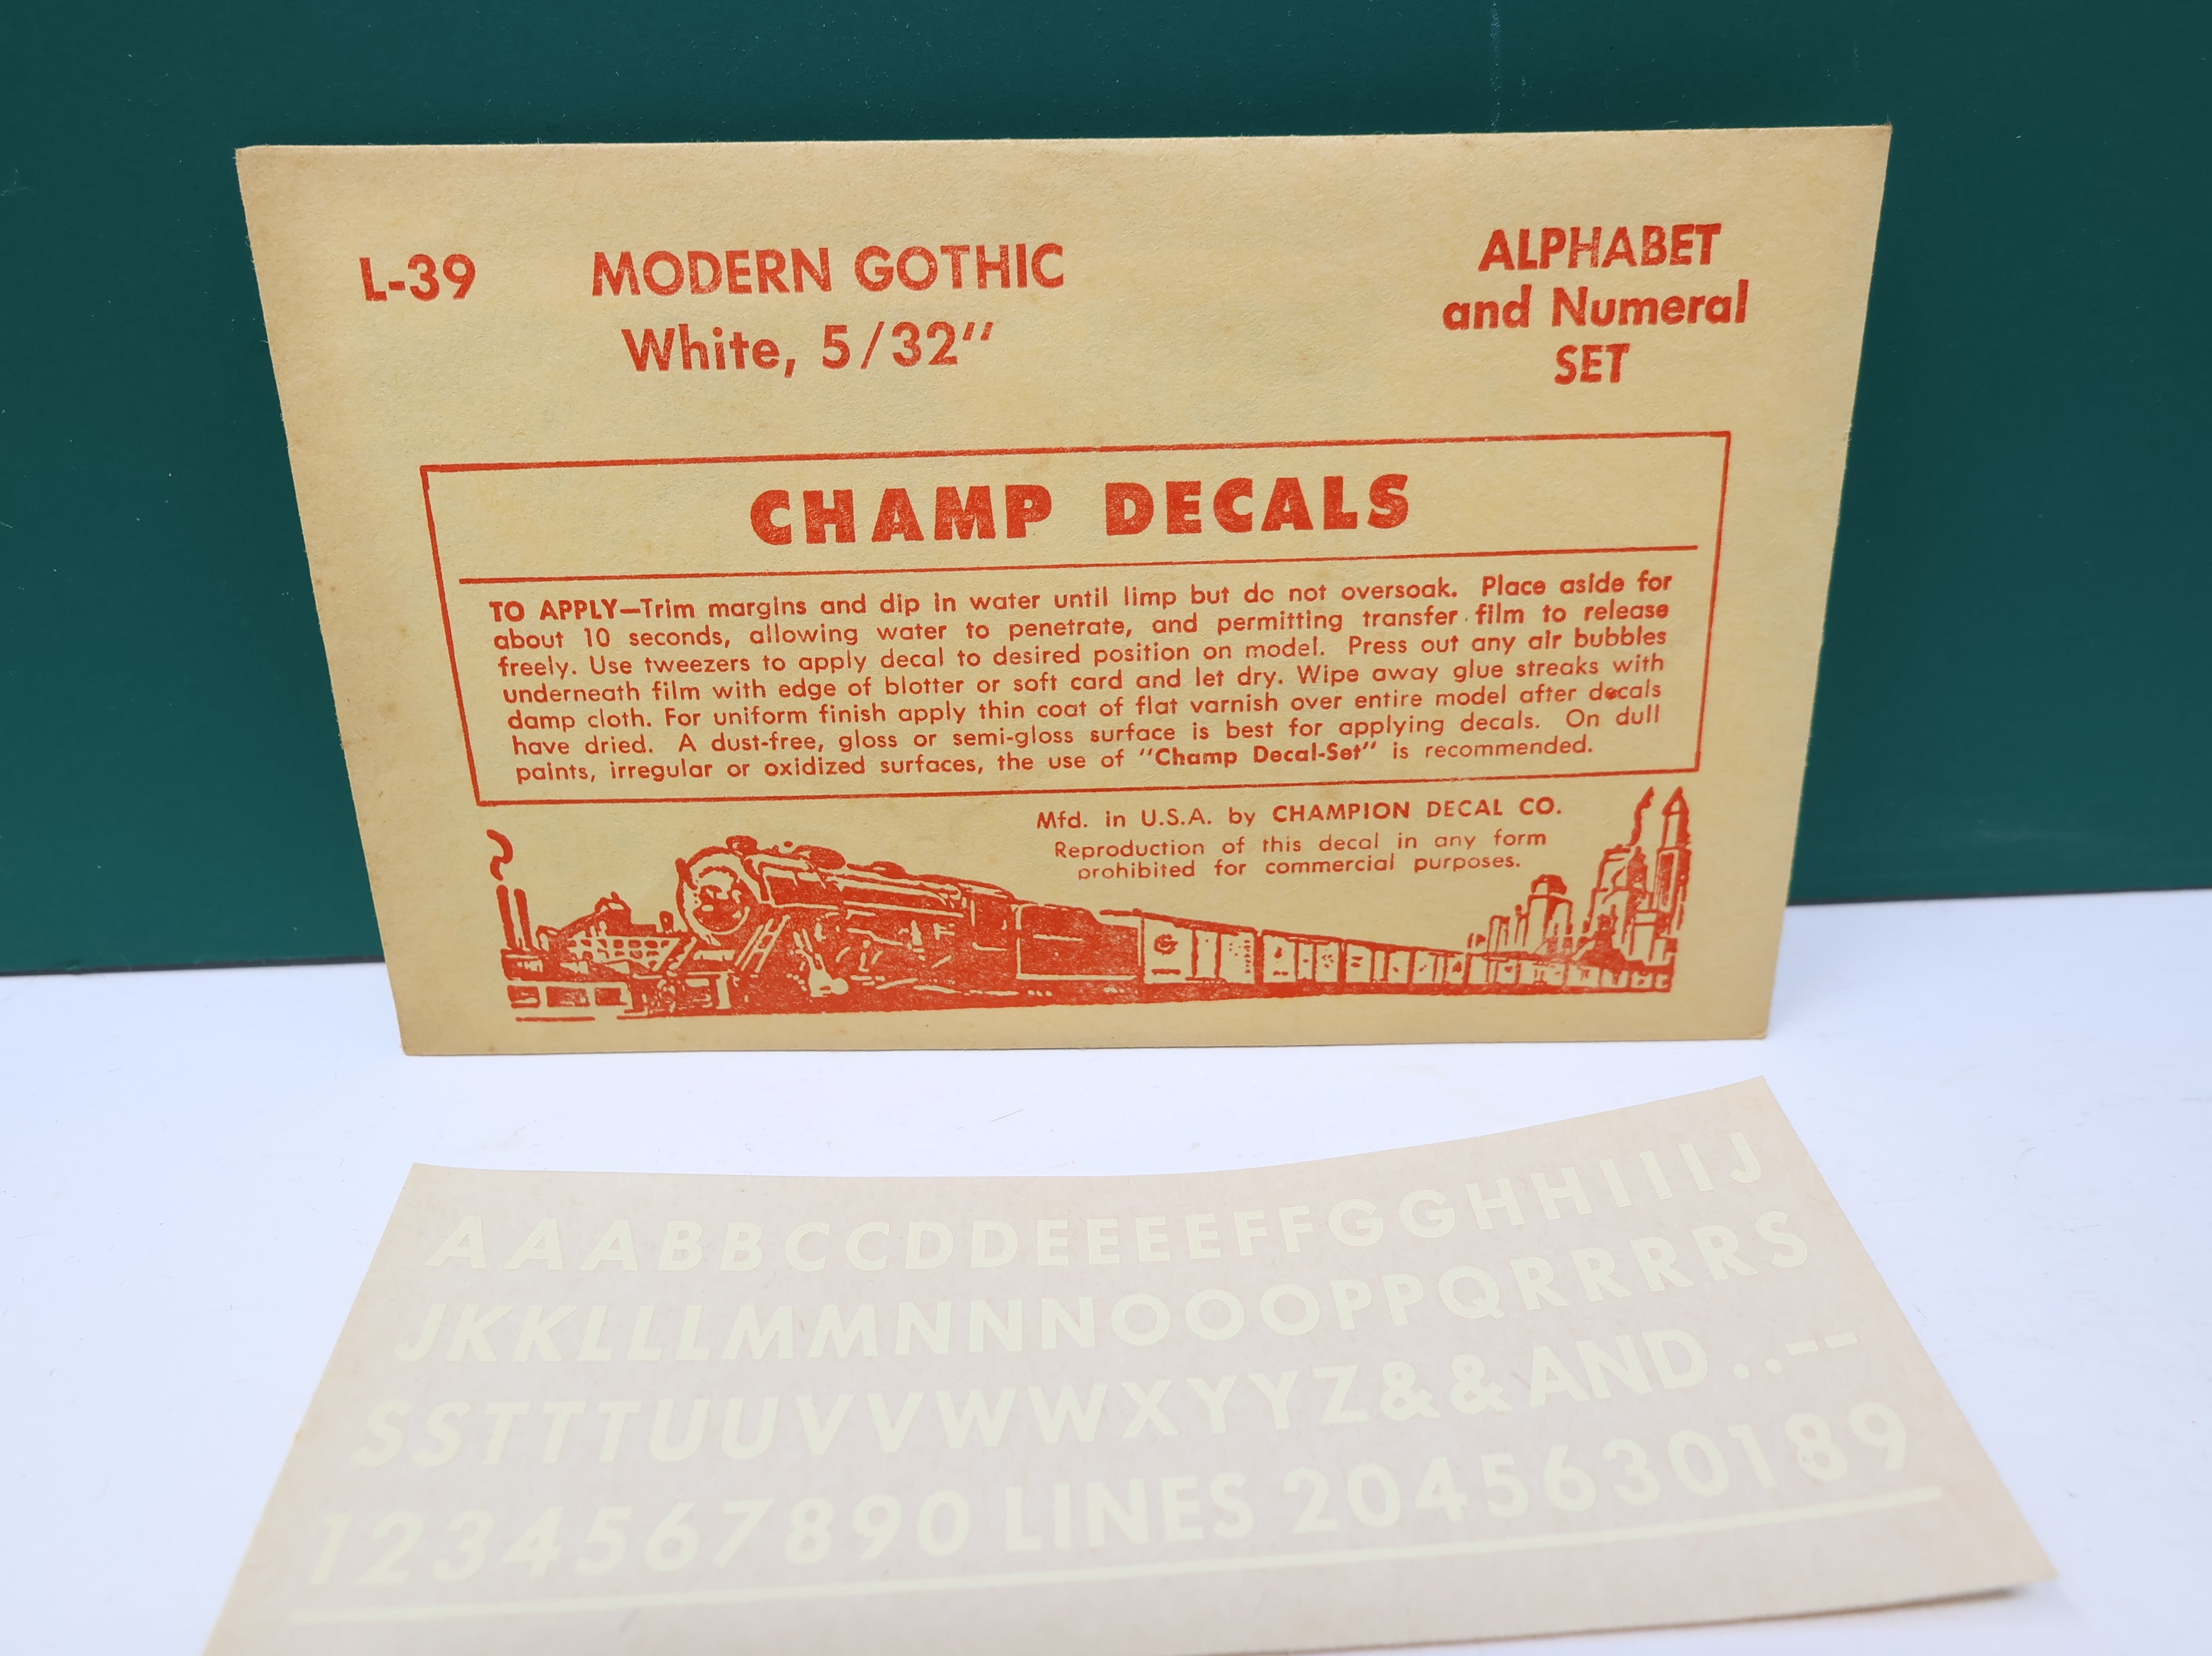 L-39 MODERN GOTHIC
White, 5/32"
ALPHABET
and Numeral
SET
CHAMP DECALS
TO APPLY—Trim margins and dip in water until limp but do not oversoak. Place aside for
about 10 seconds, allowing water to penetrate, and permitting transfer film to release
freely. Use tweezers to apply decal to desired position on model. Press out any air bubbles
underneath film with edge of blotter or soft card and let dry. Wipe away glue streaks with
damp cloth. For uniform finish apply thin coat of flat varnish over entire model after decals
have dried. A dust-free, gloss or semi-gloss surface is best for applying decals. On dull
paints, irregular or oxidized surfaces, the use of "Champ Decal-Set" is recommended.
Mfd. in U.S.A. by CHAMPION DECAL CO.
Reproduction of this decal in any form
prohibited for commercial purposes.
AAABBCCDDEEEEFFGGHHIIIJ
JKKLLLMMNNNOOOPPQRRRRS
SSTTTUUVVWWXYYZ&&AND..--
1234567890 LINES 2045630189